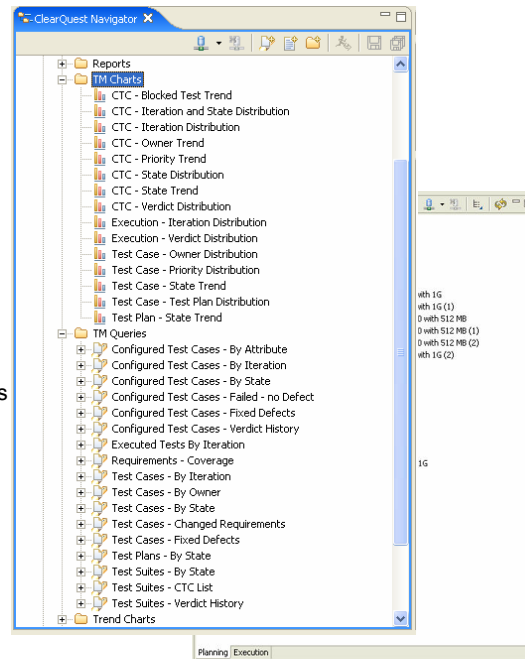 ClearQuest Navigator
Reports
TM Charts
CTC - Blocked Test Trend
CTC - Iteration and State Distribution
CTC - Iteration Distribution
CTC - Owner Trend
CTC - Priority Trend
CTC - State Distribution
CTC - State Trend
CTC - Verdict Distribution
Execution - Iteration Distribution
Execution - Verdict Distribution
Test Case - Owner Distribution
Test Case - Priority Distribution
Test Case - State Trend
Test Case - Test Plan Distribution
Test Plan - State Trend
TM Queries
Configured Test Cases - By Attribute
Configured Test Cases - By Iteration
Configured Test Cases - By State
Configured Test Cases - Failed - no Defect
Configured Test Cases - Fixed Defects
Configured Test Cases - Verdict History
Executed Tests By Iteration
Requirements - Coverage
Test Cases - By Iteration
Test Cases - By Owner
Test Cases - By State
Test Cases - Changed Requirements
Test Cases - Fixed Defects
Test Plans - By State
Test Suites - By State
Test Suites - CTC List
Test Suites - Verdict History
Trend Charts
s
with 1G
with 1G (1)
0 with 512 MB
0 with 512 MB (1)
0 with 512 MB (2)
with 1G (2)
1G
Planning Execution